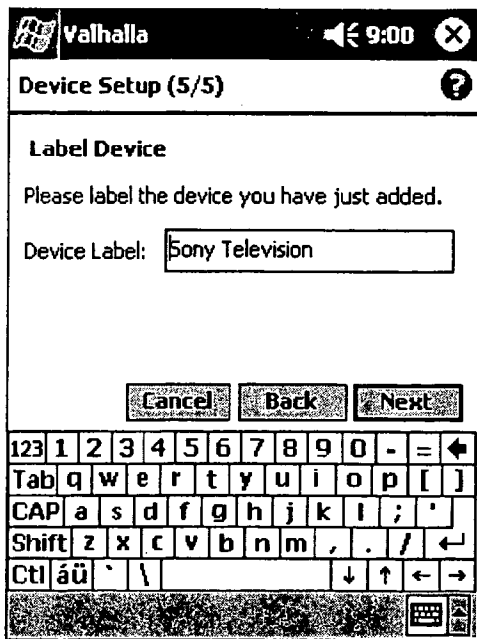 Valhalla 9:00
Device Setup (5/5)
Label Device
Please label the device you have just added.
Device Label: Sony Television
Cancel Back Next
123 1 2 3 4 5 6 7 8 9 0 - =
Tab q w e r t y u i o p [ ]
CAP a s d f g h j k l ; '
Shift z x c v b n m , . /
Ctl áü ` \